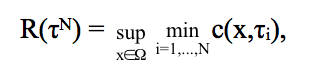 R(τᴺ) = sup min c(x,τᵢ),
x∈Ω i=1,...,N